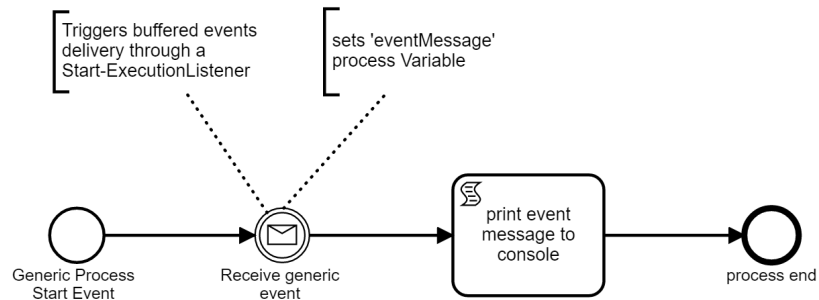 Triggers buffered events
delivery through a
Start-ExecutionListener
sets 'eventMessage'
process Variable
Generic Process
Start Event
Receive generic
event
print event
message to
console
process end